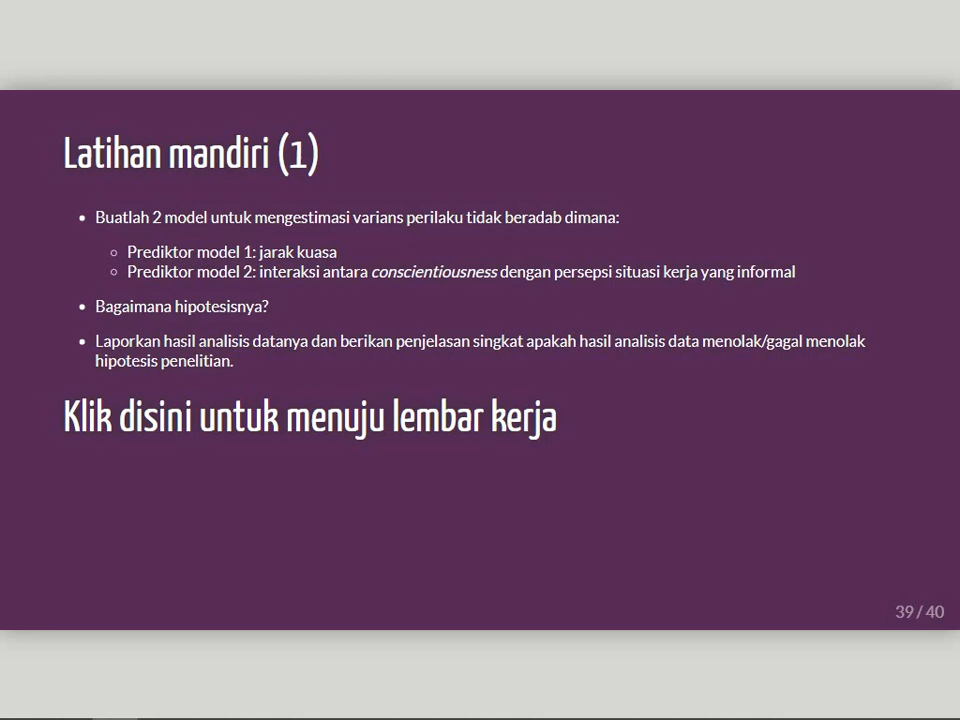 Latihan mandiri (1)
Buatlah 2 model untuk mengestimasi varians perilaku tidak beradab dimana:
Prediktor model 1: jarak kuasa
Prediktor model 2: interaksi antara conscientiousness dengan persepsi situasi kerja yang informal
Bagaimana hipotesisnya?
Laporkan hasil analisis datanya dan berikan penjelasan singkat apakah hasil analisis data menolak/gagal menolak
hipotesis penelitian.
Klik disini untuk menuju lembar kerja
39 / 40